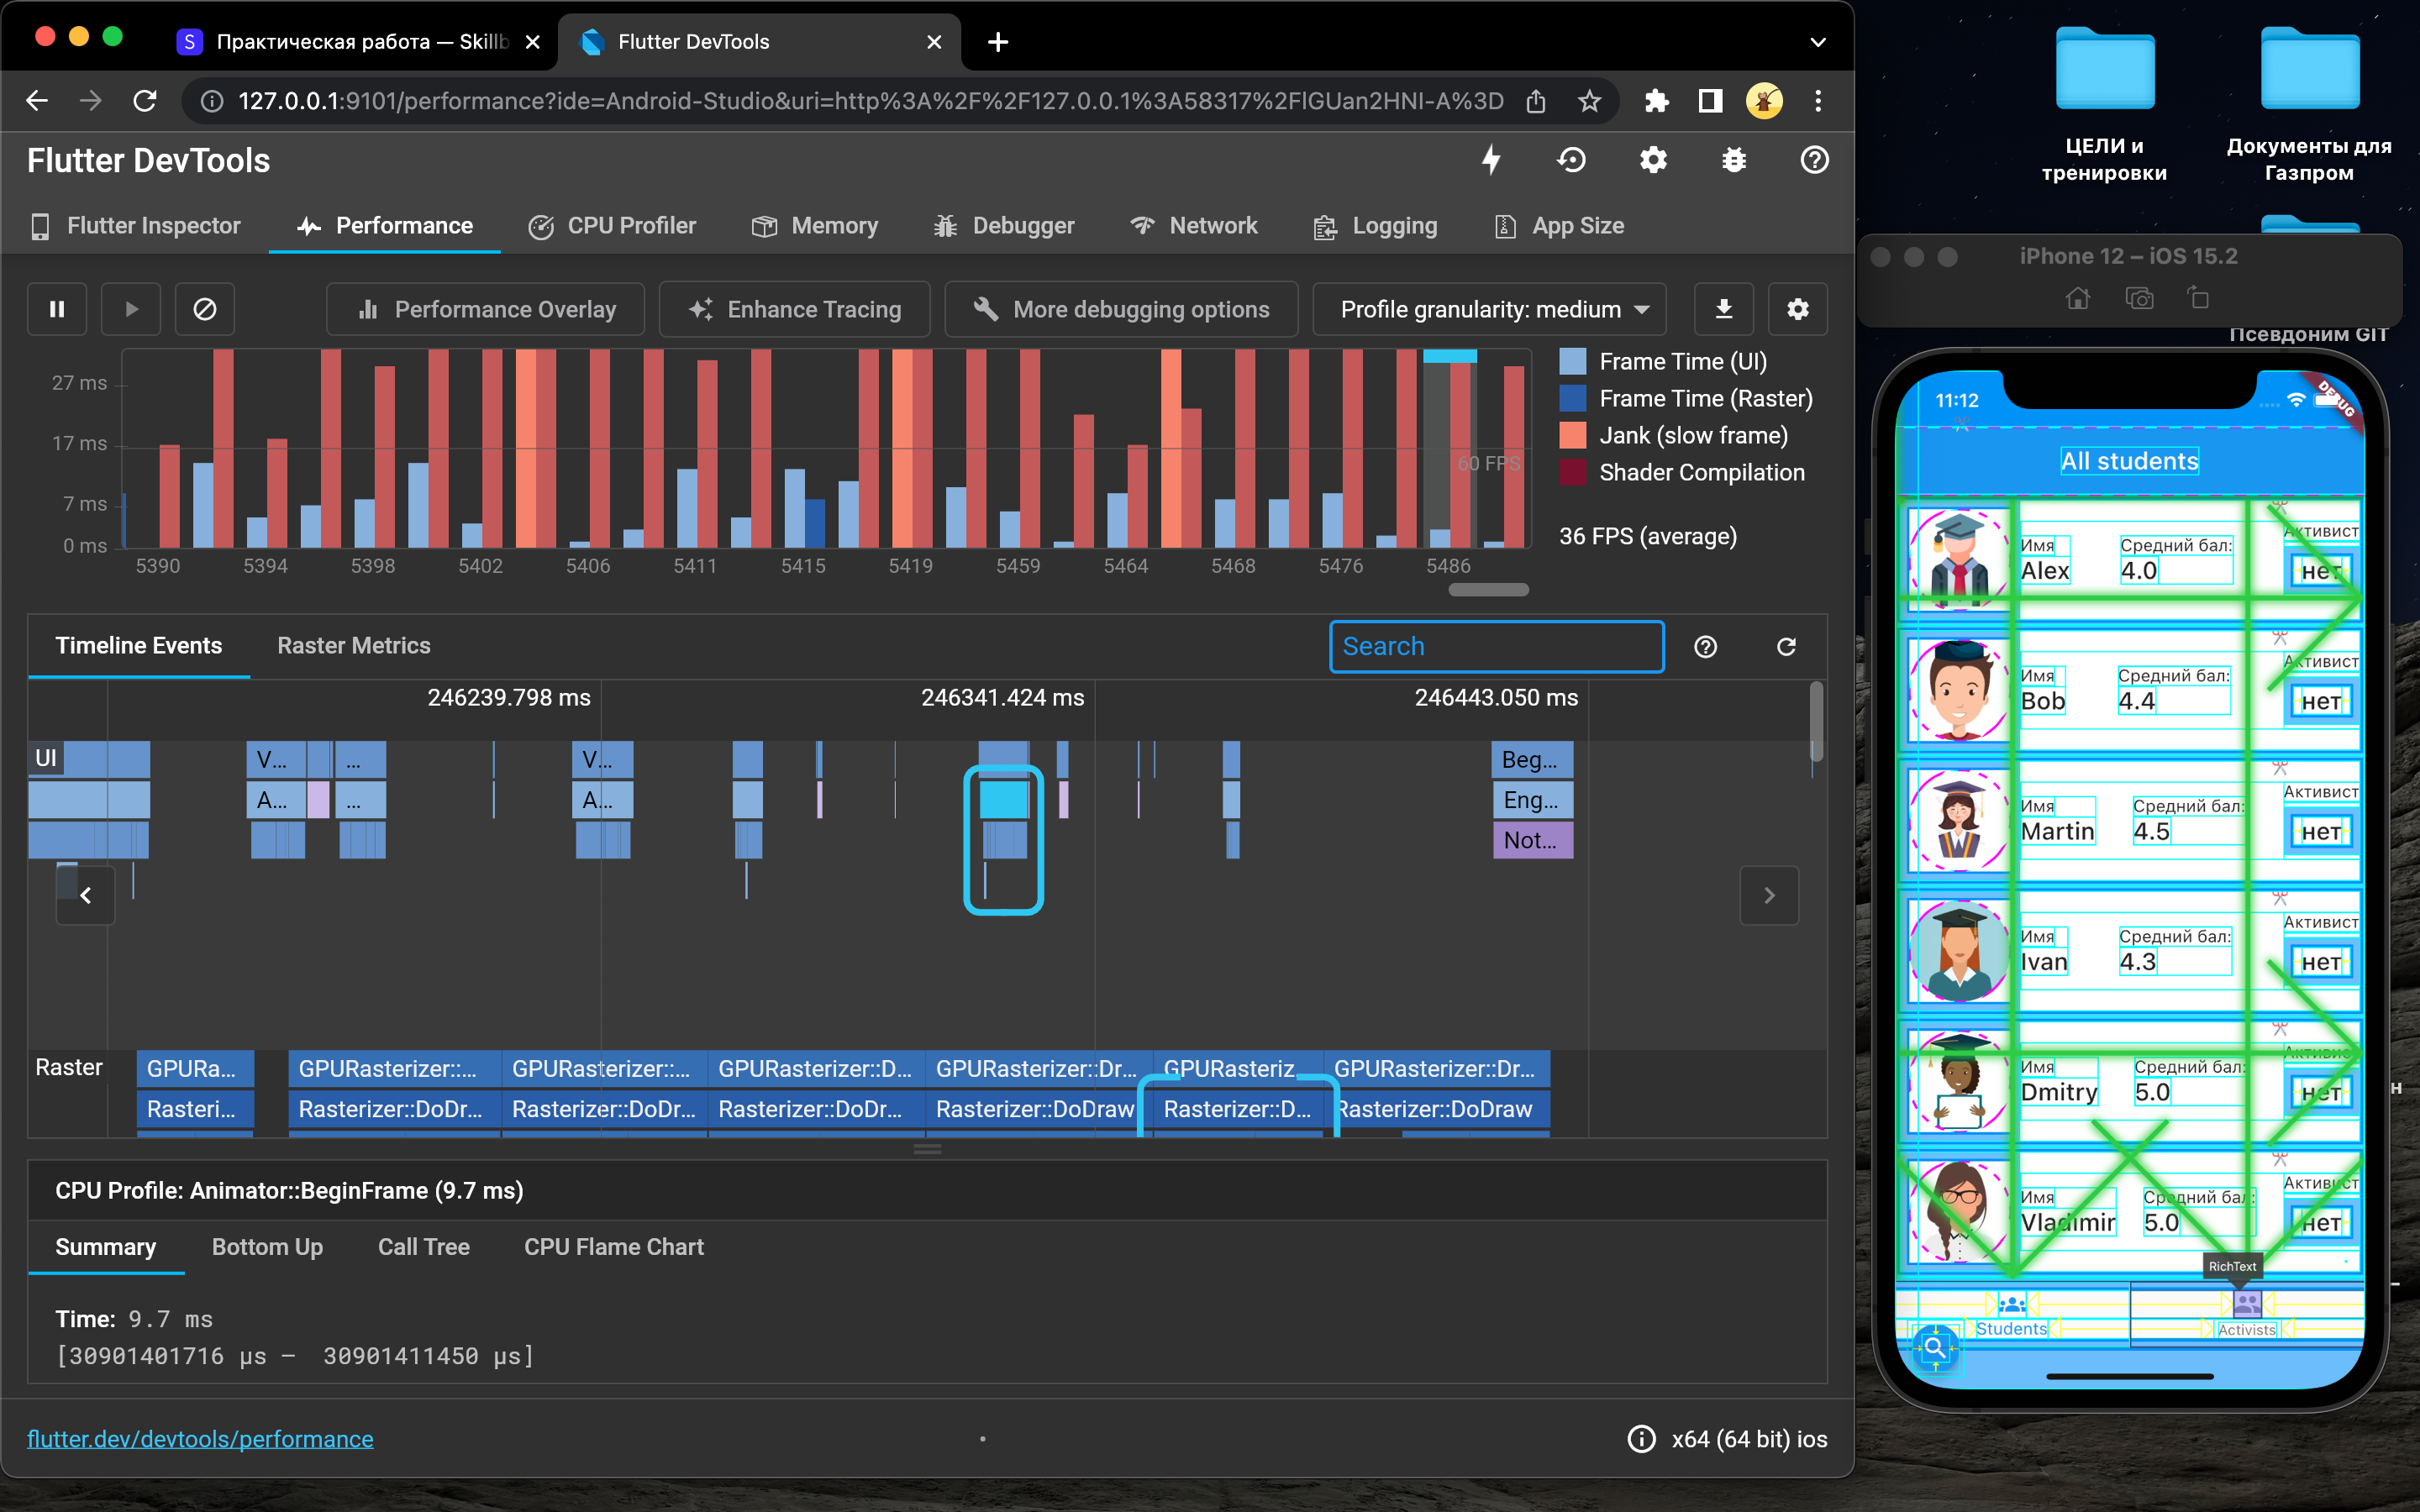 Практическая работа — Skillb
Flutter DevTools
127.0.0.1:9101/performance?ide=Android-Studio&uri=http%3A%2F%2F127.0.0.1%3A58317%2FlGUan2HNI-A%3D
Flutter DevTools
Flutter Inspector
Performance
CPU Profiler
Memory
Debugger
Network
Logging
App Size
Performance Overlay
Enhance Tracing
More debugging options
Profile granularity: medium
27 ms
17 ms
7 ms
0 ms
60 FPS
5390 5394 5398 5402 5406 5411 5415 5419 5459 5464 5468 5476 5486
Frame Time (UI)
Frame Time (Raster)
Jank (slow frame)
Shader Compilation
36 FPS (average)
Timeline Events
Raster Metrics
Search
246239.798 ms
246341.424 ms
246443.050 ms
UI
V... ... V... Beg...
A... ... A... Eng...
Not...
Raster
GPURa... GPURasterizer::... GPURasterizer::... GPURasterizer::D... GPURasterizer::Dr... GPURasteriz... GPURasterizer::Dr...
Rasteri... Rasterizer::DoDr... Rasterizer::DoDr... Rasterizer::DoDr... Rasterizer::DoDraw Rasterizer::D... Rasterizer::DoDraw
CPU Profile: Animator::BeginFrame (9.7 ms)
Summary
Bottom Up
Call Tree
CPU Flame Chart
Time: 9.7 ms
[30901401716 µs – 30901411450 µs]
flutter.dev/devtools/performance
x64 (64 bit) ios
ЦЕЛИ и
тренировки
Документы для
Газпром
iPhone 12 – iOS 15.2
Псевдоним GIT
11:12
DEBUG
All students
Имя Средний бал: Активист
Alex 4.0 нет
Имя Средний бал: Активист
Bob 4.4 нет
Имя Средний бал: Активист
Martin 4.5 нет
Имя Средний бал: Активист
Ivan 4.3 нет
Имя Средний бал: Активист
Dmitry 5.0 нет
Имя Средний бал: Активист
Vladimir 5.0 нет
RichText
Students
Activists
н